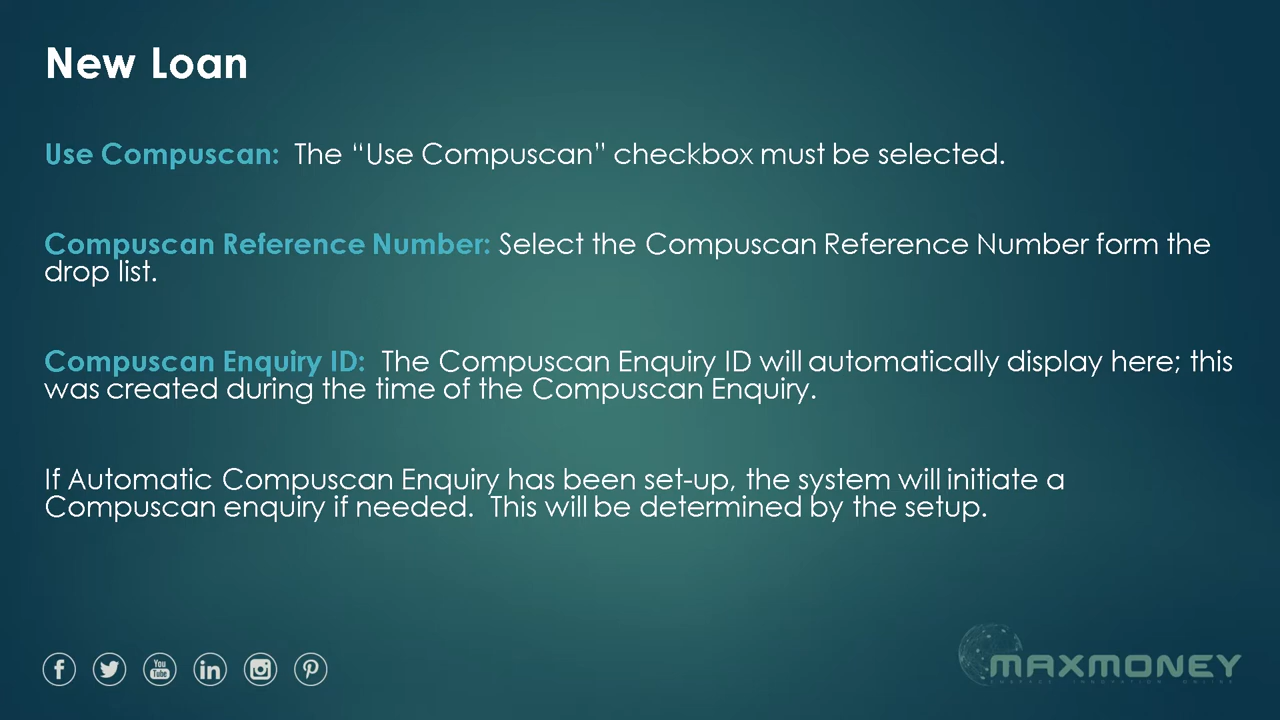 New Loan
Use Compuscan: The “Use Compuscan” checkbox must be selected.
Compuscan Reference Number: Select the Compuscan Reference Number form the
drop list.
Compuscan Enquiry ID: The Compuscan Enquiry ID will automatically display here; this
was created during the time of the Compuscan Enquiry.
If Automatic Compuscan Enquiry has been set-up, the system will initiate a
Compuscan enquiry if needed. This will be determined by the setup.
You
Tube
MAXMONEY